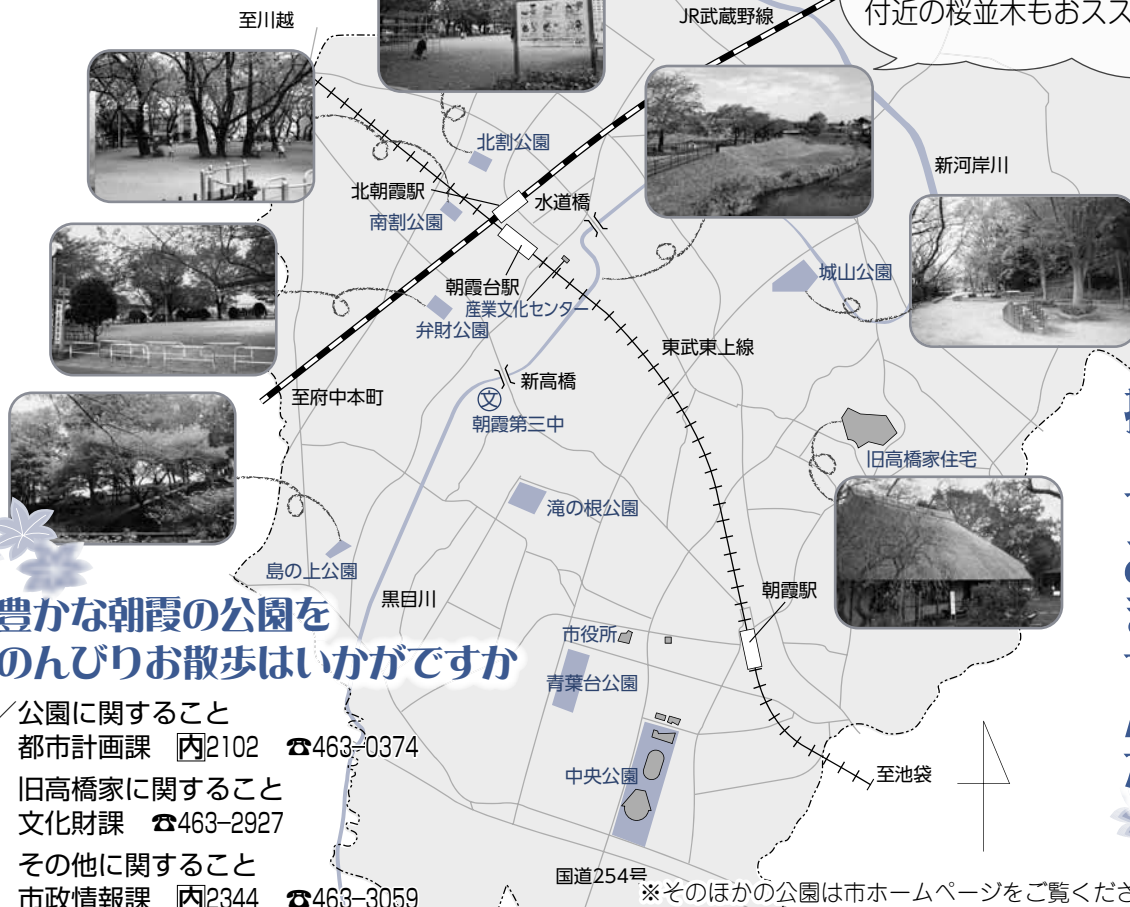 至川越
JR武蔵野線
付近の桜並木もおスス
北割公園
新河岸川
北朝霞駅
水道橋
南割公園
城山公園
朝霞台駅
産業文化センター
弁財公園
東武東上線
新高橋
至府中本町
文
朝霞第三中
旧高橋家住宅
滝の根公園
島の上公園
黒目川
朝霞駅
豊かな朝霞の公園を
のんびりお散歩はいかがですか
市役所
青葉台公園
／公園に関すること
都市計画課 内2102 ☎463-0374
中央公園
至池袋
旧高橋家に関すること
文化財課 ☎463-2927
その他に関すること
市政情報課 内2344 ☎463-3059
国道254号
※そのほかの公園は市ホームページをご覧くださ